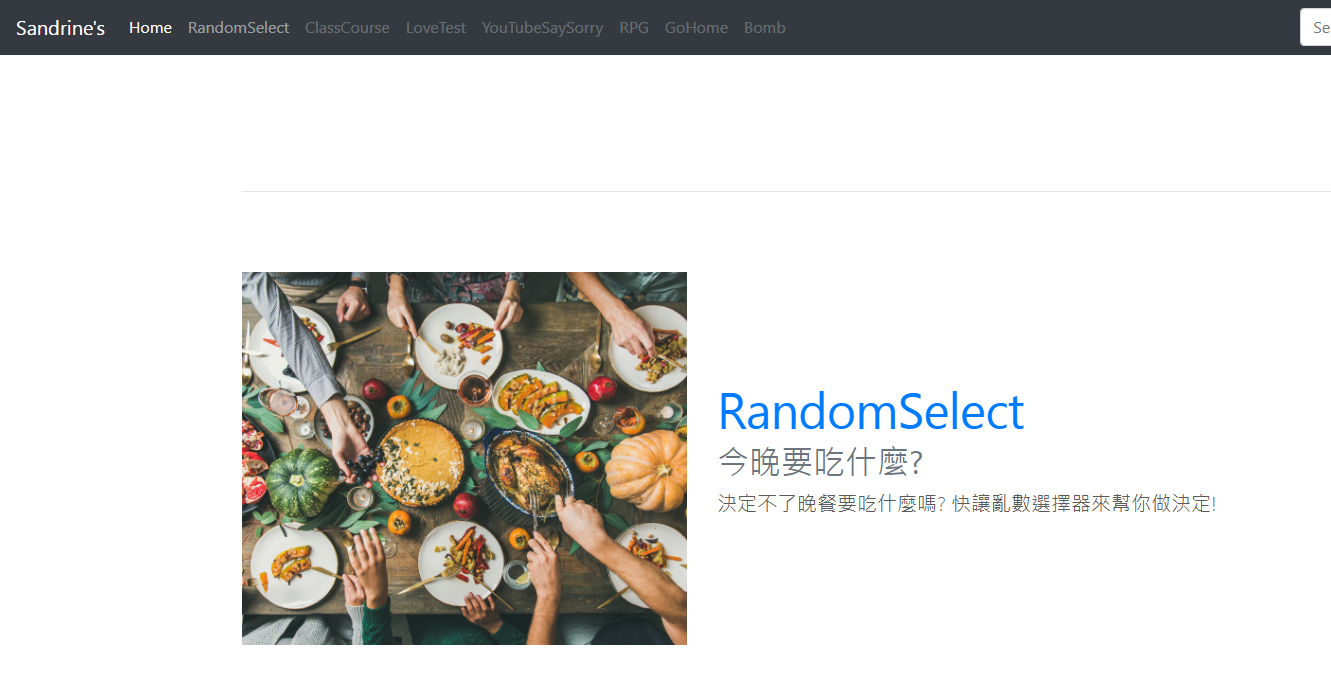 Sandrine's Home RandomSelect ClassCourse LoveTest YouTubeSaySorry RPG GoHome Bomb
RandomSelect
今晚要吃什麼?
決定不了晚餐要吃什麼嗎? 快讓亂數選擇器來幫你做決定!